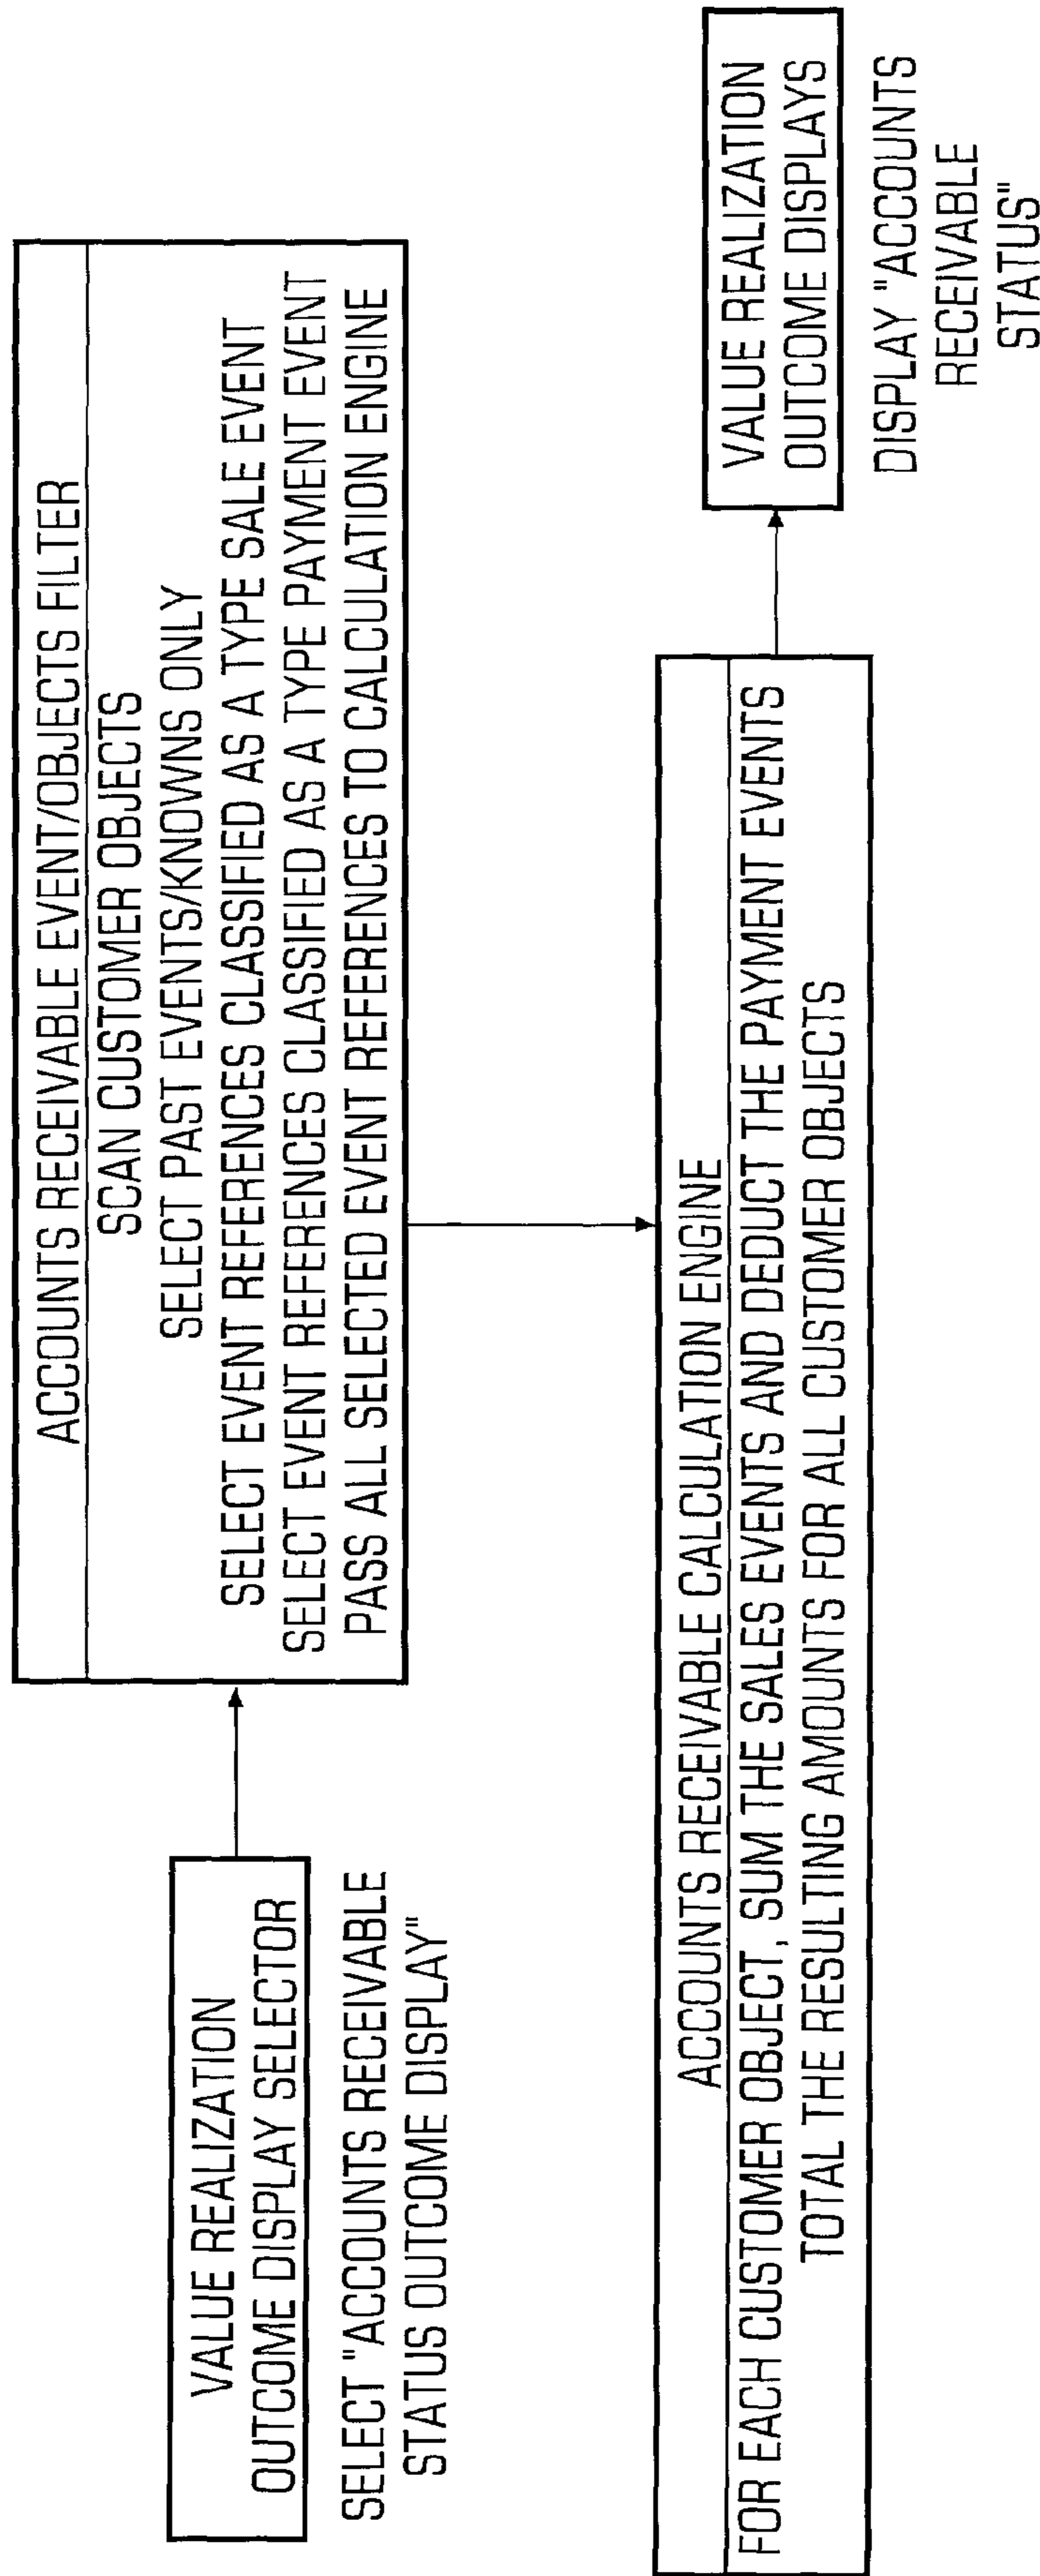 VALUE REALIZATION
OUTCOME DISPLAY SELECTOR
SELECT "ACCOUNTS RECEIVABLE
STATUS OUTCOME DISPLAY"
ACCOUNTS RECEIVABLE EVENT/OBJECTS FILTER
SCAN CUSTOMER OBJECTS
SELECT PAST EVENTS/KNOWNS ONLY
SELECT EVENT REFERENCES CLASSIFIED AS A TYPE SALE EVENT
SELECT EVENT REFERENCES CLASSIFIED AS A TYPE PAYMENT EVENT
PASS ALL SELECTED EVENT REFERENCES TO CALCULATION ENGINE
ACCOUNTS RECEIVABLE CALCULATION ENGINE
FOR EACH CUSTOMER OBJECT, SUM THE SALES EVENTS AND DEDUCT THE PAYMENT EVENTS
TOTAL THE RESULTING AMOUNTS FOR ALL CUSTOMER OBJECTS
VALUE REALIZATION
OUTCOME DISPLAYS
DISPLAY "ACCOUNTS
RECEIVABLE
STATUS"